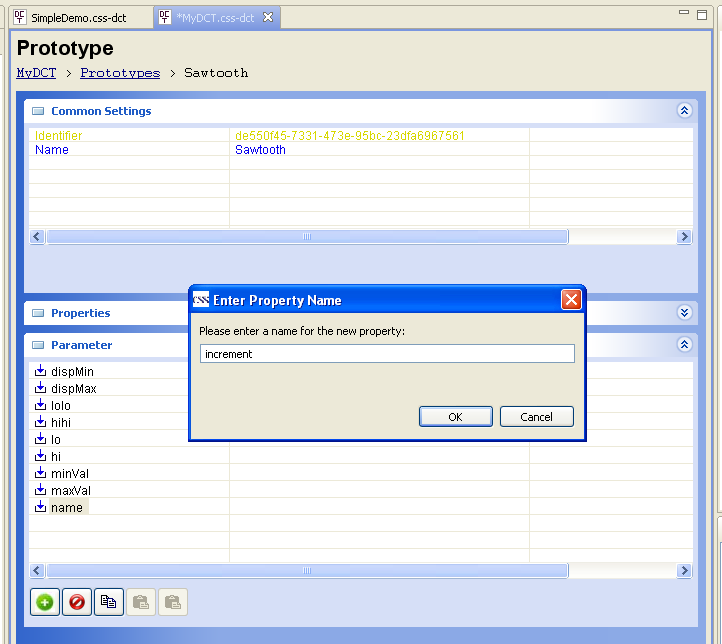 SimpleDemo.css-dct *MyDCT.css-dct
Prototype
MyDCT > Prototypes > Sawtooth
Common Settings
Identifier de550f45-7331-473e-95bc-23dfa6967561
Name Sawtooth
CSS Enter Property Name
Properties
Please enter a name for the new property:
Parameter
increment
dispMin
dispMax
lolo
hihi
OK Cancel
lo
hi
minVal
maxVal
name